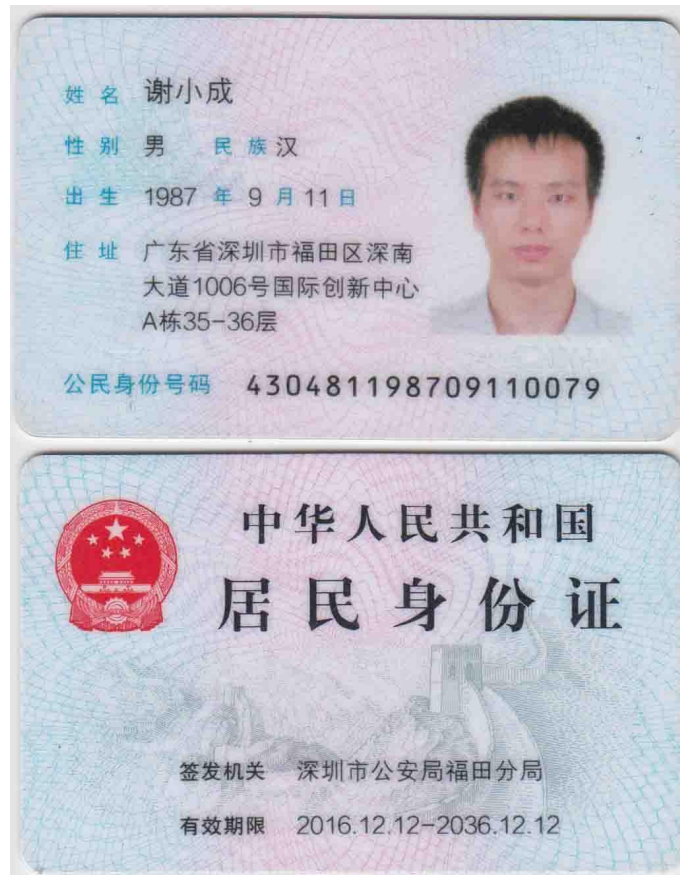 姓名 谢小成
性别 男 民族 汉
出生 1987 年 9 月 11 日
住址 广东省深圳市福田区深南
大道1006号国际创新中心
A栋35-36层
公民身份号码 430481198709110079
中华人民共和国
居民身份证
签发机关 深圳市公安局福田分局
有效期限 2016.12.12-2036.12.12